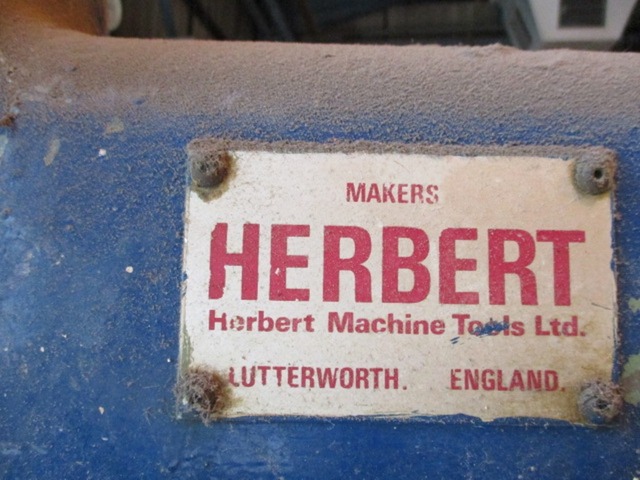 MAKERS
HERBERT
Herbert Machine Tools Ltd.
LUTTERWORTH. ENGLAND.